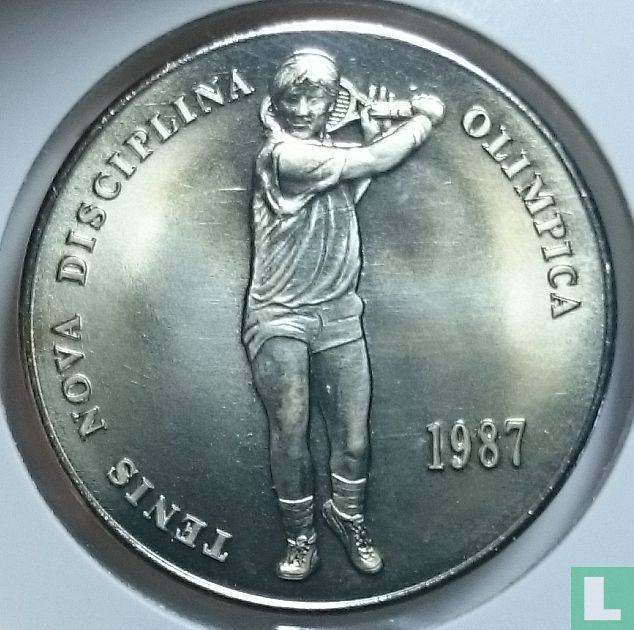 TENIS NOVA DISCIPLINA OLIMPICA
1987
L